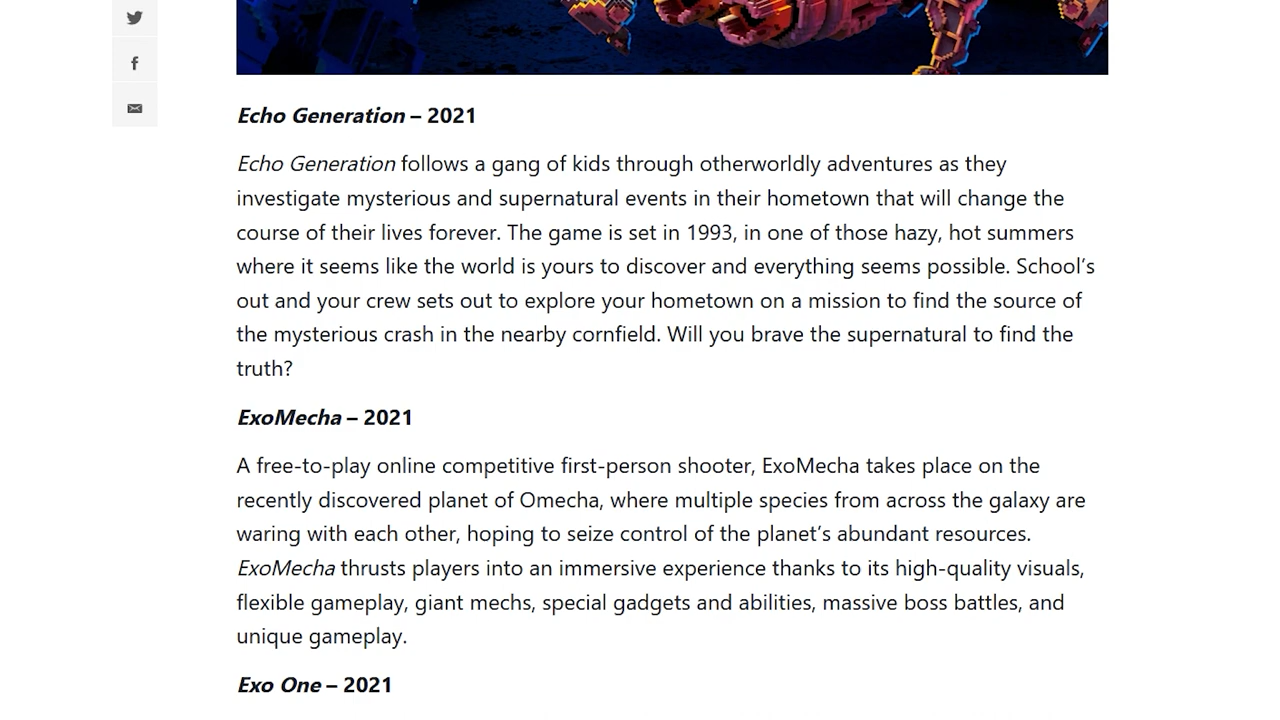 Echo Generation – 2021
Echo Generation follows a gang of kids through otherworldly adventures as they
investigate mysterious and supernatural events in their hometown that will change the
course of their lives forever. The game is set in 1993, in one of those hazy, hot summers
where it seems like the world is yours to discover and everything seems possible. School’s
out and your crew sets out to explore your hometown on a mission to find the source of
the mysterious crash in the nearby cornfield. Will you brave the supernatural to find the
truth?
ExoMecha – 2021
A free-to-play online competitive first-person shooter, ExoMecha takes place on the
recently discovered planet of Omecha, where multiple species from across the galaxy are
waring with each other, hoping to seize control of the planet’s abundant resources.
ExoMecha thrusts players into an immersive experience thanks to its high-quality visuals,
flexible gameplay, giant mechs, special gadgets and abilities, massive boss battles, and
unique gameplay.
Exo One – 2021